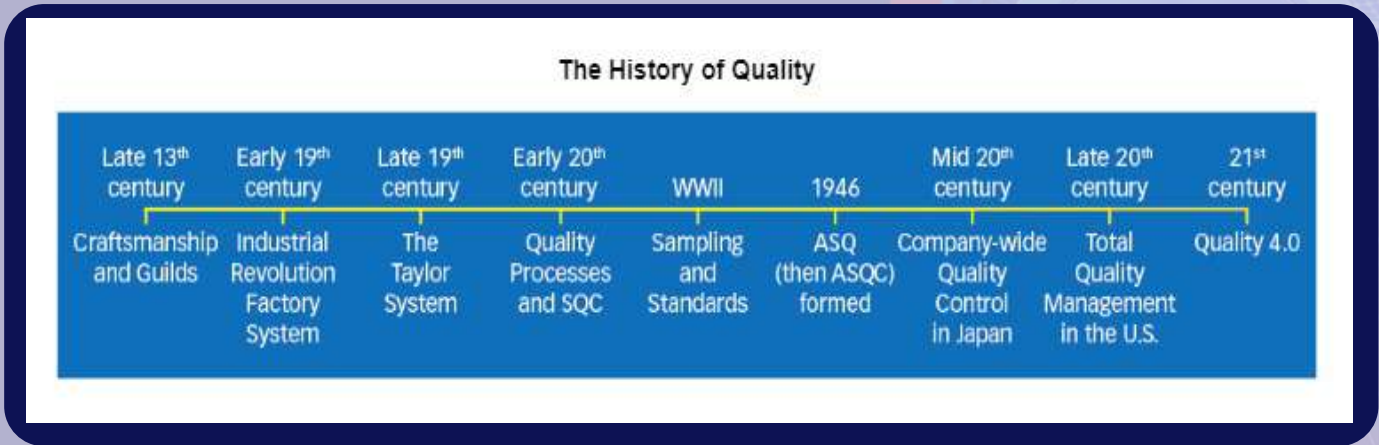 The History of Quality
Late 13th century
Craftsmanship and Guilds
Early 19th century
Industrial Revolution Factory System
Late 19th century
The Taylor System
Early 20th century
Quality Processes and SQC
WWII
Sampling and Standards
1946
ASQ (then ASQC) formed
Mid 20th century
Company-wide Quality Control in Japan
Late 20th century
Total Quality Management in the U.S.
21st century
Quality 4.0